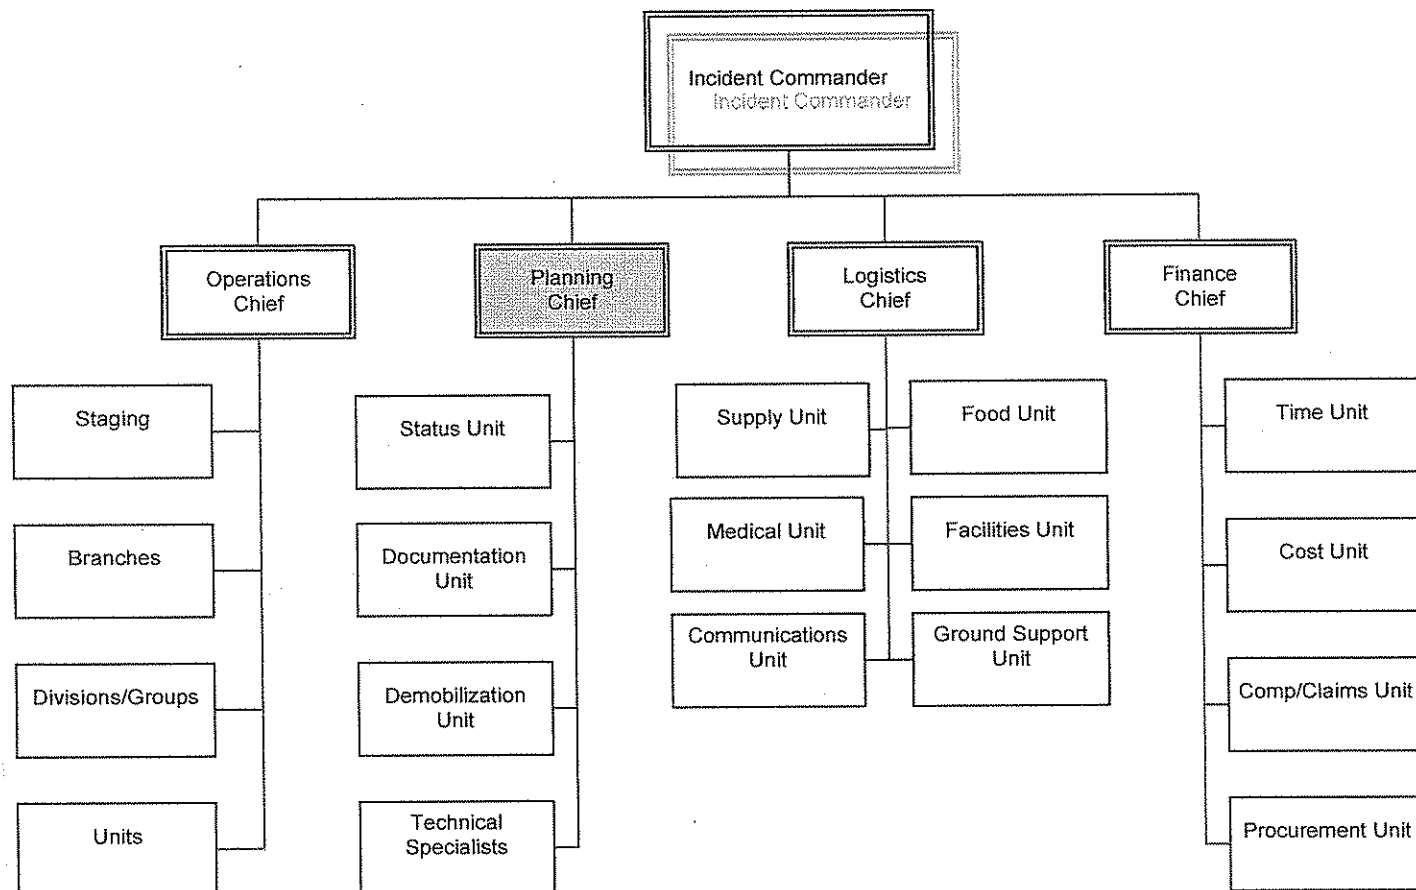 Incident Commander
Incident Commander
Operations
Chief
Planning
Chief
Logistics
Chief
Finance
Chief
Staging
Branches
Divisions/Groups
Units
Status Unit
Documentation
Unit
Demobilization
Unit
Technical
Specialists
Supply Unit
Food Unit
Medical Unit
Facilities Unit
Communications
Unit
Ground Support
Unit
Time Unit
Cost Unit
Comp/Claims Unit
Procurement Unit